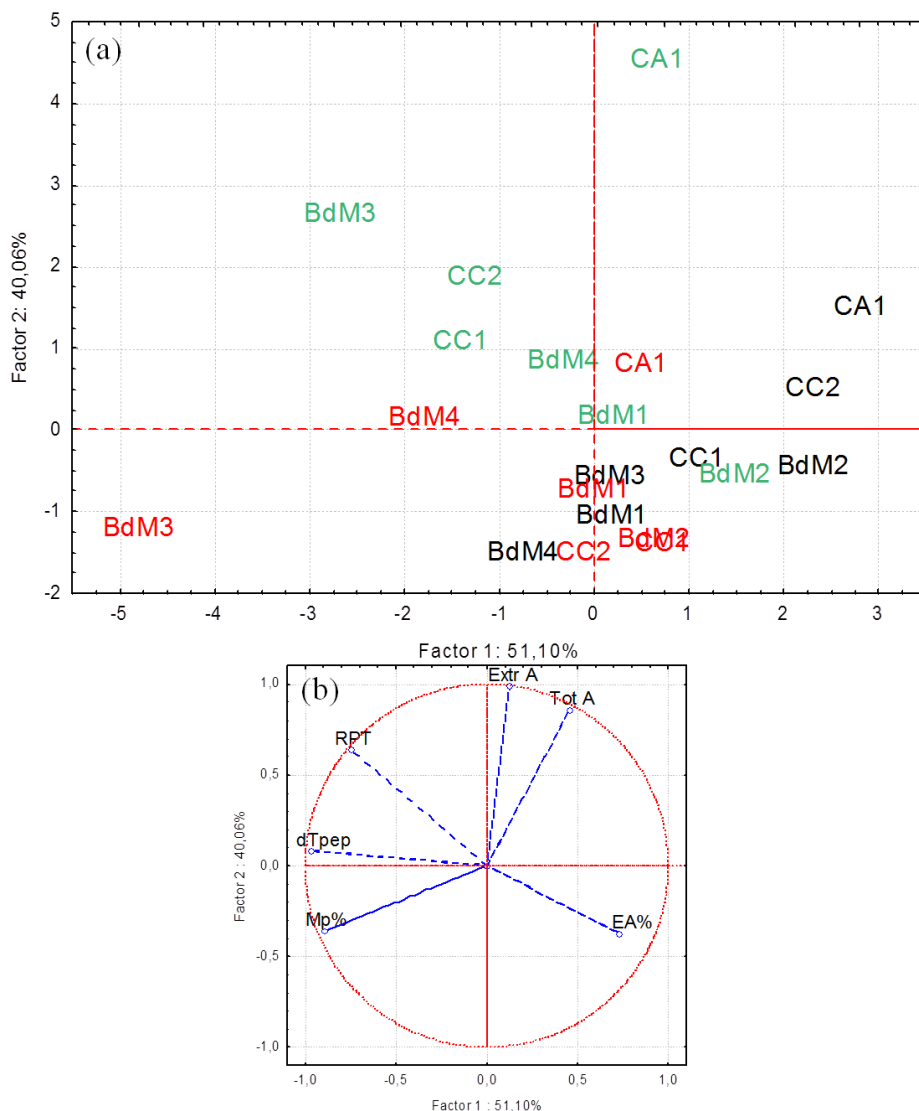 5
(a)
CA1
4
3
BdM3
2
CC2
CA1
CC1
1
BdM4
CA1
CC2
BdM4
BdM1
0
CC1
BdM2
BdM3
BdM2
BdM1
-1
BdM1
BdM3
BdM2
CC1
BdM4
CC2
-2
Factor 2: 40,06%
-5 -4 -3 -2 -1 0 1 2 3
Factor 1: 51,10%
(b)
1,0
Extr A
Tot A
RPT
0,5
dTpep
0,0
Mp%
EA%
-0,5
-1,0
Factor 2 : 40,06%
-1,0 -0,5 0,0 0,5 1,0
Factor 1 : 51,10%